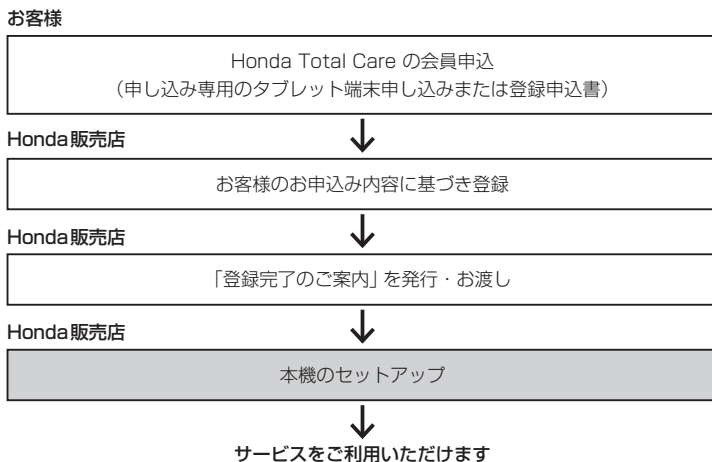 お客様
Honda Total Care の会員申込
（申し込み専用のタブレット端末申し込みまたは登録申込書）
Honda販売店
お客様のお申込み内容に基づき登録
Honda販売店
「登録完了のご案内」を発行・お渡し
Honda販売店
本機のセットアップ
サービスをご利用いただけます